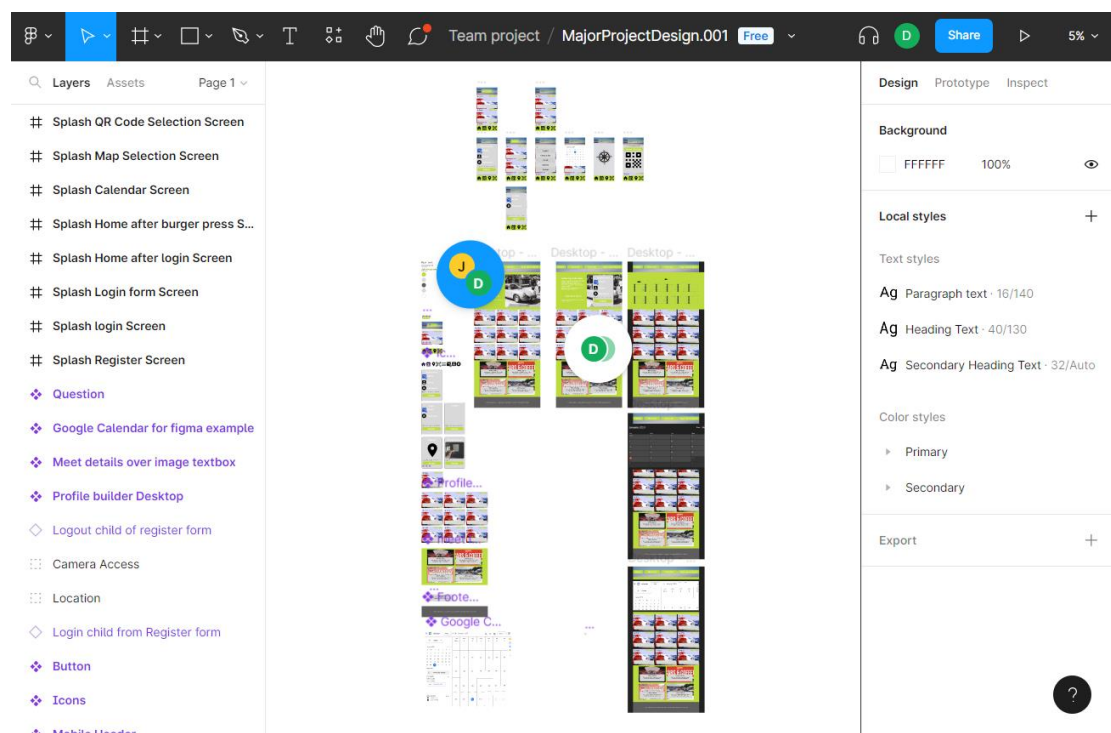 Team project / MajorProjectDesign.001 Free
D
Share
5%
Layers Assets Page 1
Splash QR Code Selection Screen
Splash Map Selection Screen
Splash Calendar Screen
Splash Home after burger press S...
Splash Home after login Screen
Splash Login form Screen
Splash login Screen
Splash Register Screen
Question
Google Calendar for figma example
Meet details over image textbox
Profile builder Desktop
Logout child of register form
Camera Access
Location
Login child from Register form
Button
Icons
Mobile Header
Desktop - ...
Desktop - ...
J
D
D
Profile...
Foote...
Google C...
Design Prototype Inspect
Background
FFFFFF 100%
Local styles
Text styles
Ag Paragraph text · 16/140
Ag Heading Text · 40/130
Ag Secondary Heading Text · 32/Auto
Color styles
Primary
Secondary
Export
?